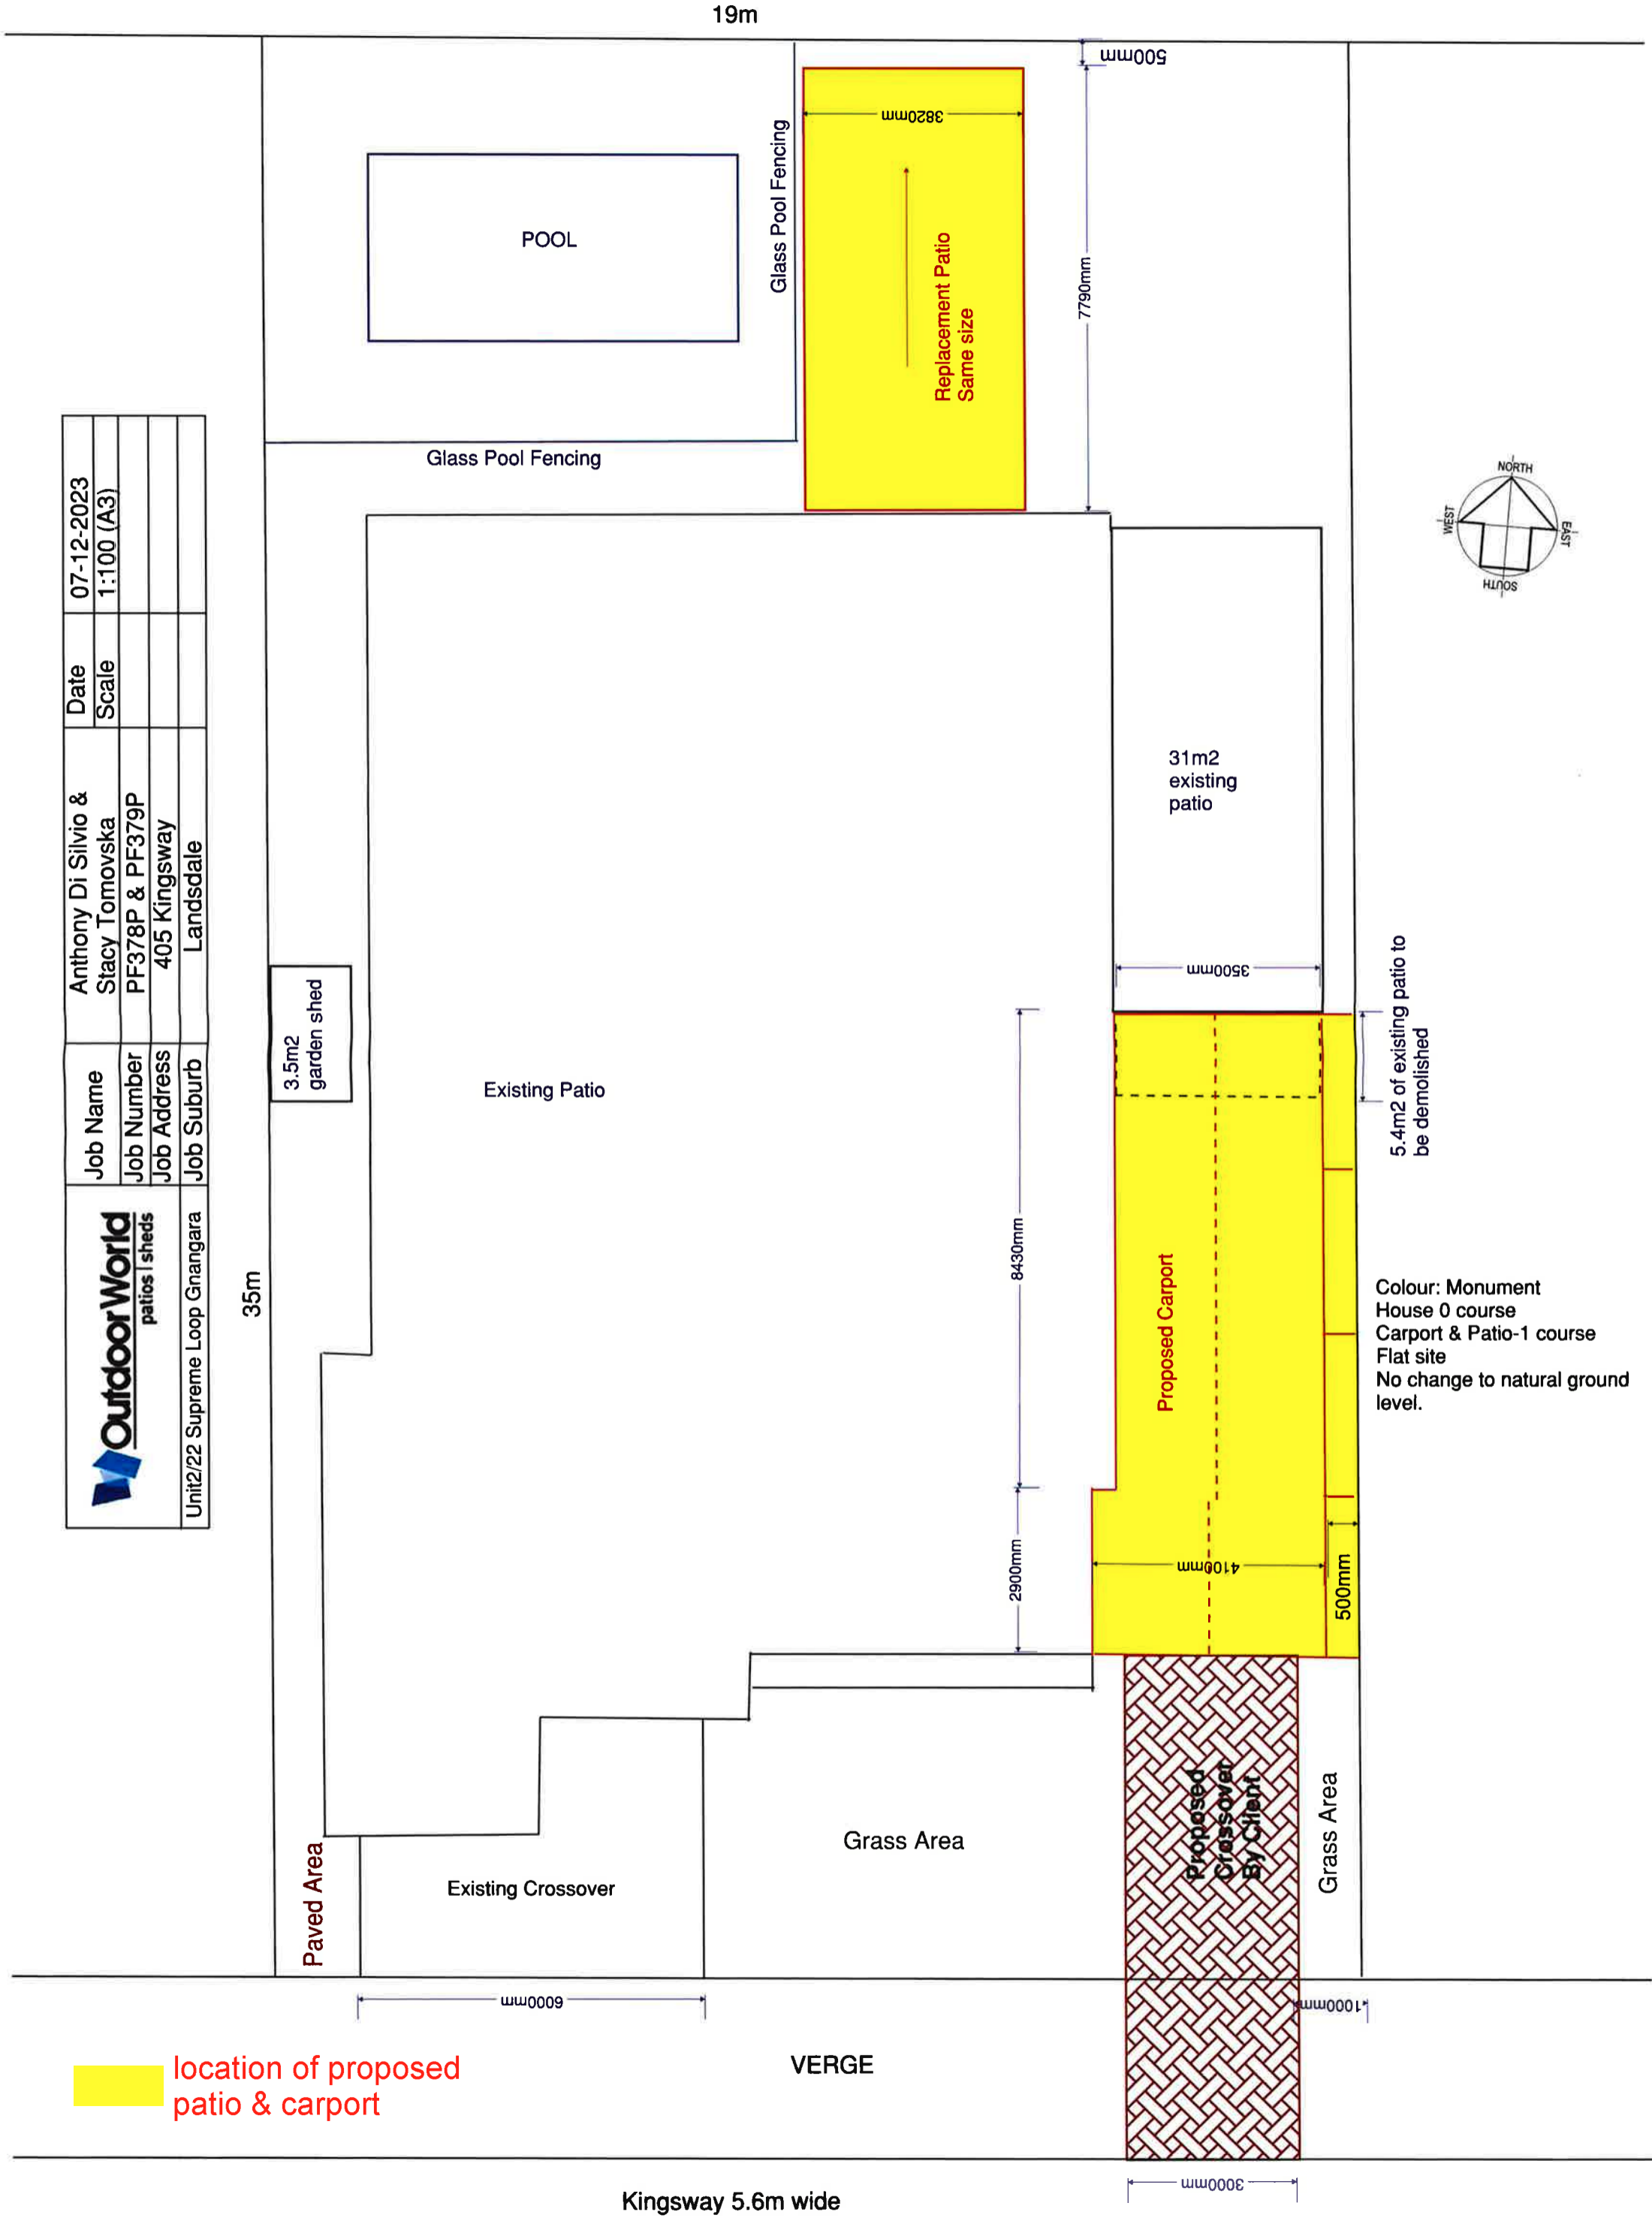 19m
500mm
3820mm
Glass Pool Fencing
POOL
Replacement Patio
Same size
7790mm
Glass Pool Fencing
NORTH
WEST
EAST
SOUTH
OutdoorWorld
patios | sheds
Unit2/22 Supreme Loop Gnangara
Job Name
Anthony Di Silvio &
Stacy Tomovska
Date
07-12-2023
Scale
1:100 (A3)
Job Number
PF378P & PF379P
Job Address
405 Kingsway
Job Suburb
Landsdale
31m2
existing
patio
3500mm
3.5m2
garden shed
Existing Patio
5.4m2 of existing patio to
be demolished
35m
8430mm
Proposed Carport
Colour: Monument
House 0 course
Carport & Patio-1 course
Flat site
No change to natural ground
level.
2900mm
4100mm
500mm
Proposed
Crossover
By Client
Grass Area
Grass Area
Existing Crossover
Paved Area
6000mm
1000mm
VERGE
location of proposed
patio & carport
3000mm
Kingsway 5.6m wide